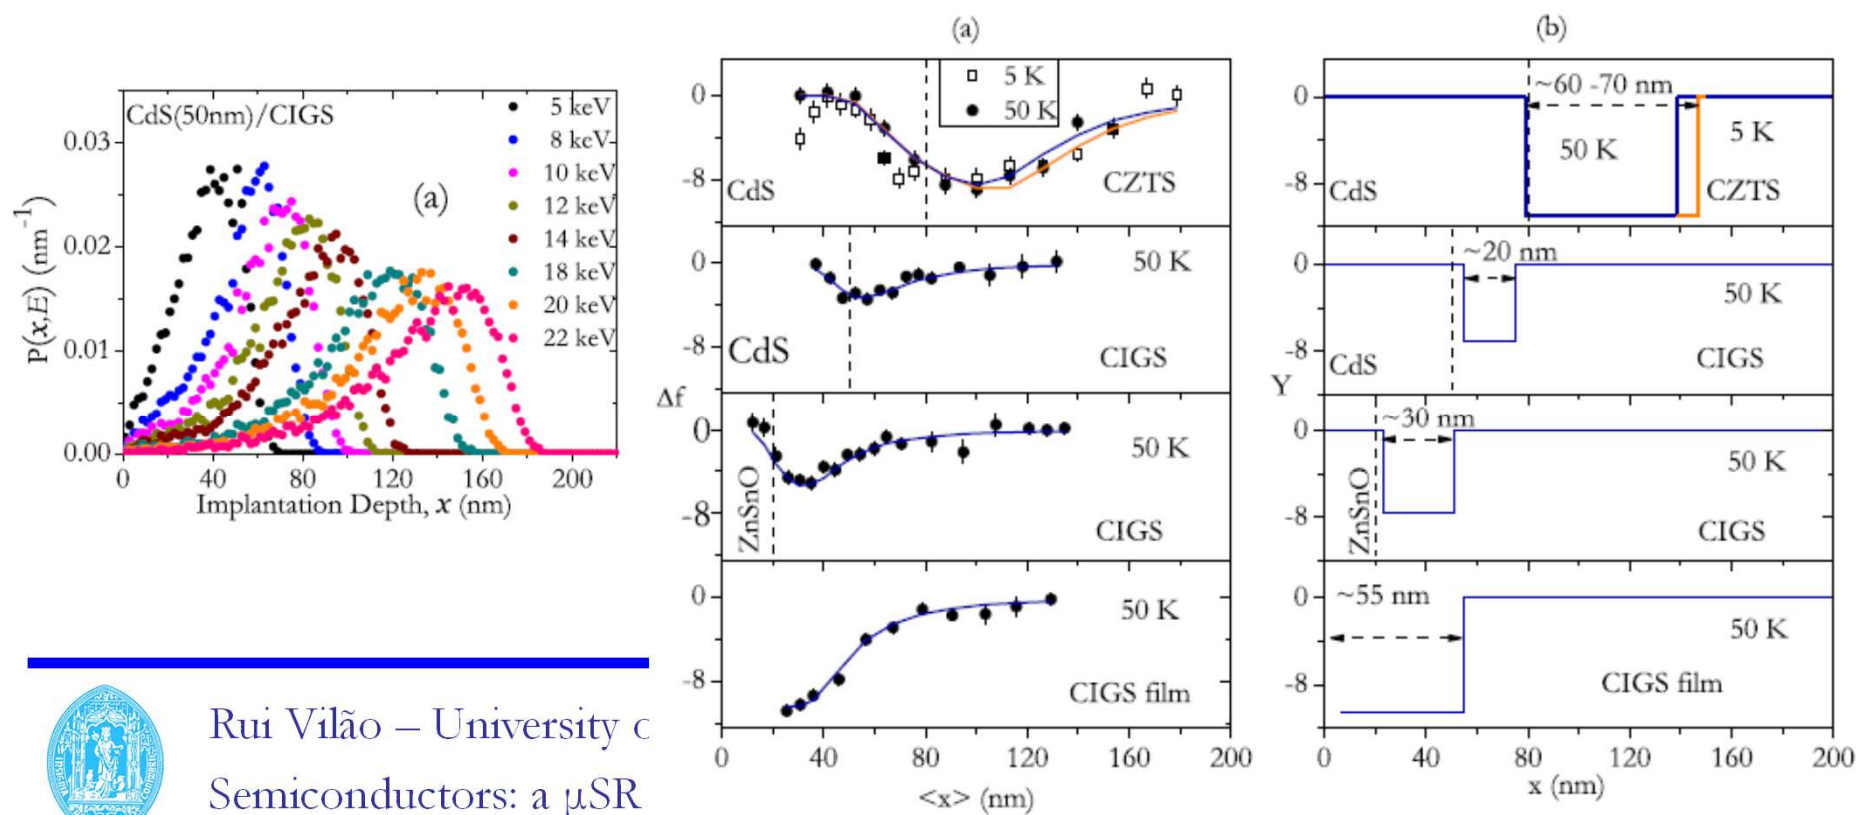 CdS(50nm)/CIGS
(a)
5 keV
8 keV
10 keV
12 keV
14 keV
18 keV
20 keV
22 keV
P(x,E) (nm⁻¹)
0.03
0.02
0.01
0.00
0 40 80 120 160 200
Implantation Depth, x (nm)
Rui Vilão – University o
Semiconductors: a μSR
(a)
5 K
50 K
0
-8
CdS
CZTS
0
-8
50 K
CdS
CIGS
Δf
0
-8
50 K
ZnSnO
CIGS
0
-8
50 K
CIGS film
0 40 80 120 160 200
<x> (nm)
(b)
~60 -70 nm
0
-8
50 K
5 K
CdS
CZTS
~20 nm
0
-8
50 K
CdS
CIGS
Y
~30 nm
0
-8
50 K
ZnSnO
CIGS
~55 nm
0
-8
50 K
CIGS film
0 40 80 120 160 200
x (nm)